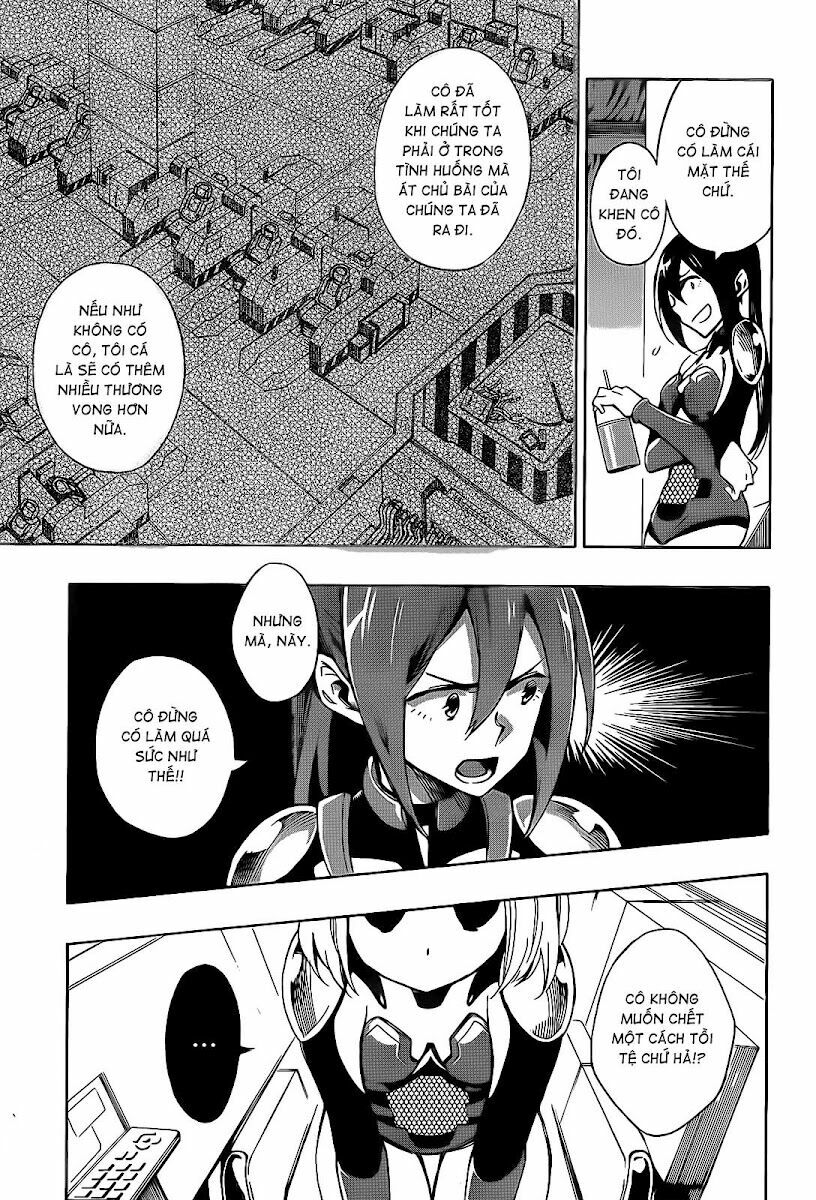 CÔ ĐỪNG
CÓ LÀM CÁI
MẶT THẾ
CHỨ.
TÔI
ĐANG
KHEN CÔ
ĐÓ.
CÔ ĐÃ
LÀM RẤT TỐT
KHI CHÚNG TA
PHẢI Ở TRONG
TÌNH HUỐNG MÀ
ÁT CHỦ BÀI CỦA
CHÚNG TA ĐÃ
RA ĐI.
NẾU NHƯ
KHÔNG CÓ
CÔ, TÔI CÁ
LÀ SẼ CÓ THÊM
NHIỀU THƯƠNG
VONG HƠN
NỮA.
NHƯNG
MÀ, NÀY.
CÔ ĐỪNG
CÓ LÀM QUÁ
SỨC NHƯ
THẾ!!
CÔ KHÔNG
MUỐN CHẾT
MỘT CÁCH TỒI
TỆ CHỨ HẢ!?
...